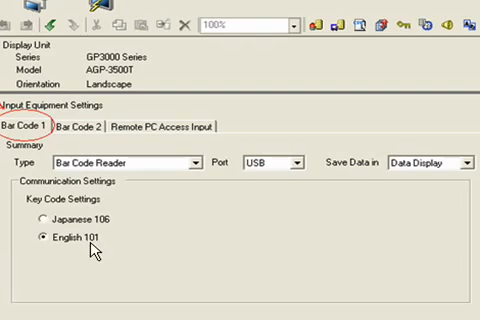 100%
Display Unit
Series GP3000 Series
Model AGP-3500T
Orientation Landscape
Input Equipment Settings
Bar Code 1 Bar Code 2 Remote PC Access Input
Summary
Type Bar Code Reader Port USB Save Data in Data Display
Communication Settings
Key Code Settings
Japanese 106
English 101